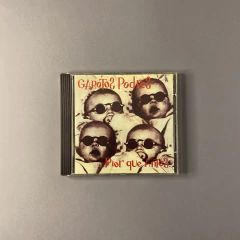 GAROTOS PODRES
Pior que Antes